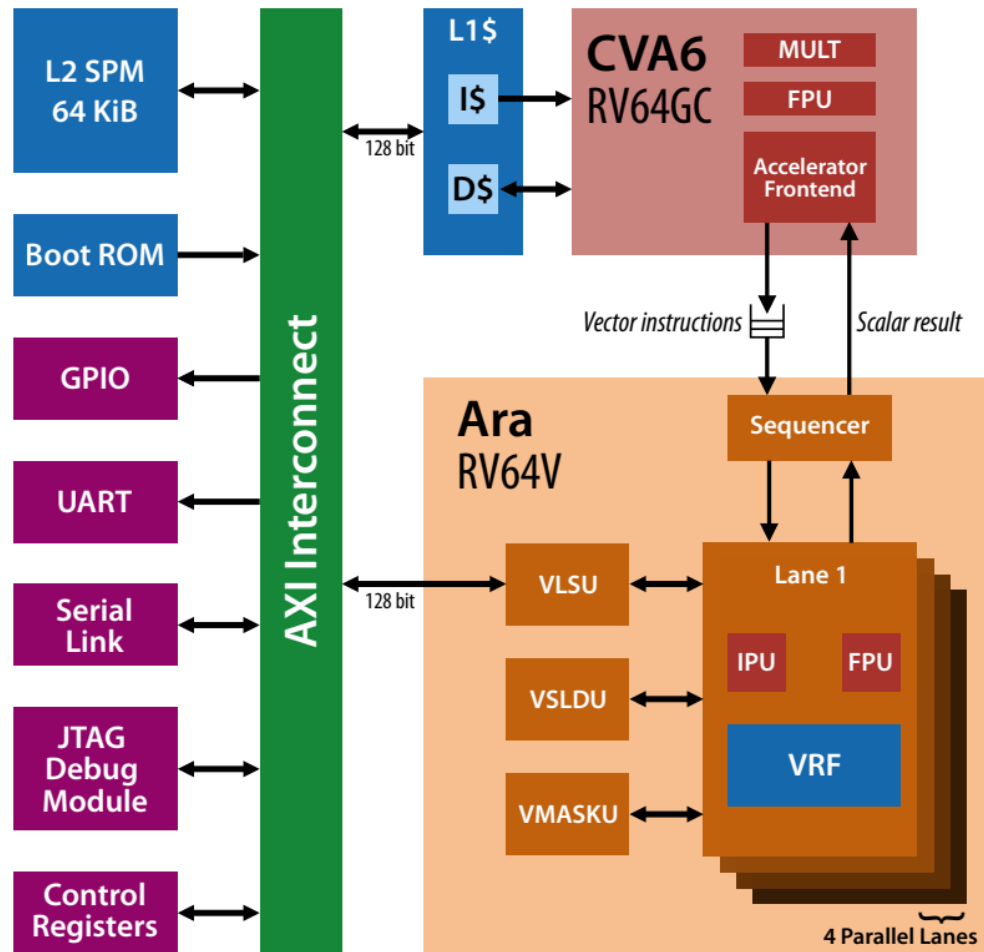 L2 SPM
64 KiB
Boot ROM
GPIO
UART
Serial
Link
JTAG
Debug
Module
Control
Registers
AXI Interconnect
128 bit
128 bit
L1$
I$
D$
CVA6
RV64GC
MULT
FPU
Accelerator
Frontend
Vector instructions
Scalar result
Ara
RV64V
Sequencer
VLSU
VSLDU
VMASKU
Lane 1
IPU
FPU
VRF
4 Parallel Lanes